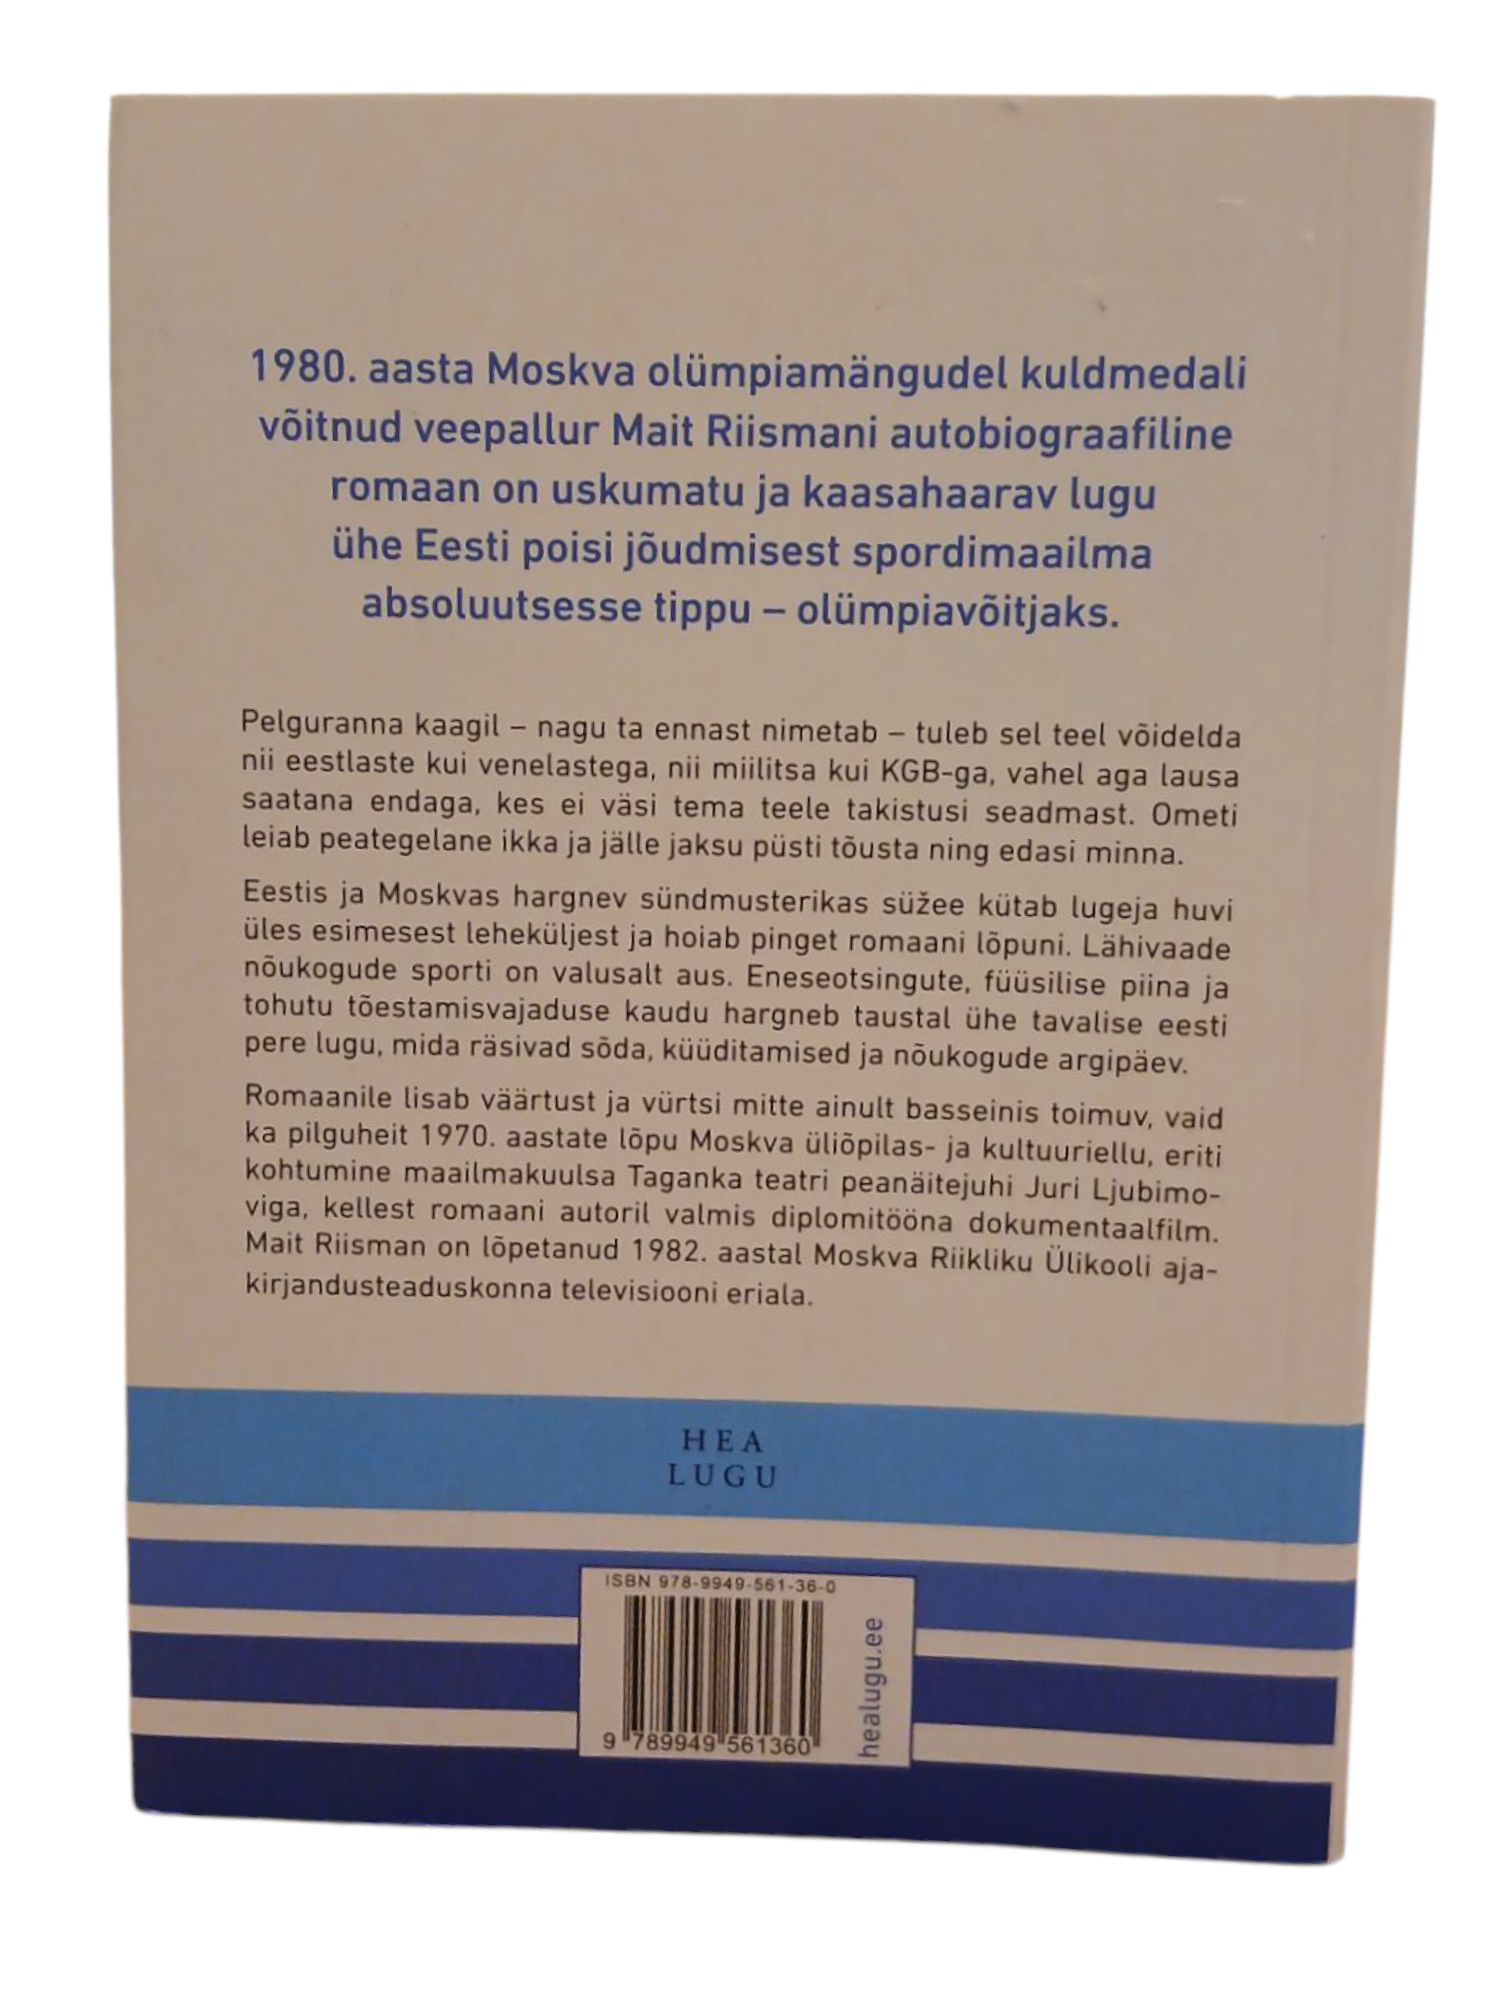 1980. aasta Moskva olümpiamängudel kuldmedali
võitnud veepallur Mait Riismani autobiograafiline
romaan on uskumatu ja kaasahaarav lugu
ühe Eesti poisi jõudmisest spordimaailma
absoluutsesse tippu – olümpiavõitjaks.
Pelguranna kaagil – nagu ta ennast nimetab – tuleb sel teel võidelda
nii eestlaste kui venelastega, nii miilitsa kui KGB-ga, vahel aga lausa
saatana endaga, kes ei väsi tema teele takistusi seadmast. Ometi
leiab peategelane ikka ja jälle jaksu püsti tõusta ning edasi minna.
Eestis ja Moskvas hargnev sündmusterikas süžee kütab lugeja huvi
üles esimesest leheküljest ja hoiab pinget romaani lõpuni. Lähivaade
nõukogude sporti on valusalt aus. Eneseotsingute, füüsilise piina ja
tohutu tõestamisvajaduse kaudu hargneb taustal ühe tavalise eesti
pere lugu, mida räsivad sõda, küüditamised ja nõukogude argipäev.
Romaanile lisab väärtust ja vürtsi mitte ainult basseinis toimuv, vaid
ka pilguheit 1970. aastate lõpu Moskva üliõpilas- ja kultuuriellu, eriti
kohtumine maailmakuulsa Taganka teatri peanäitejuhi Juri Ljubimo-
viga, kellest romaani autoril valmis diplomitööna dokumentaalfilm.
Mait Riisman on lõpetanud 1982. aastal Moskva Riikliku Ülikooli aja-
kirjandusteaduskonna televisiooni eriala.
HEA
LUGU
ISBN 978-9949-561-36-0
9 789949 561360
healugu.ee